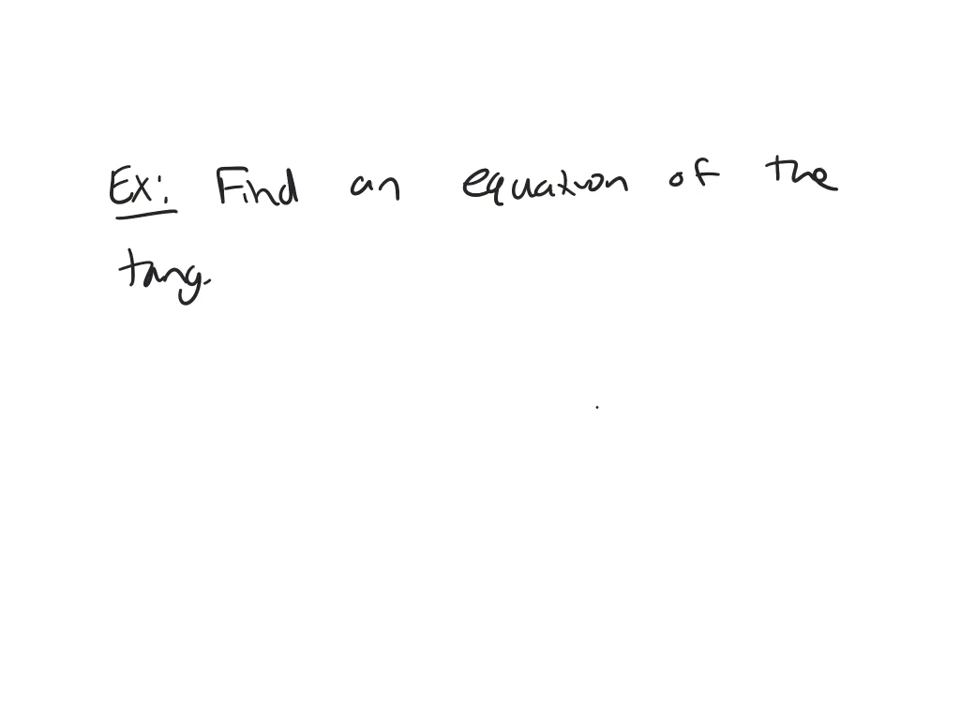 Ex: Find an equation of the
tang.